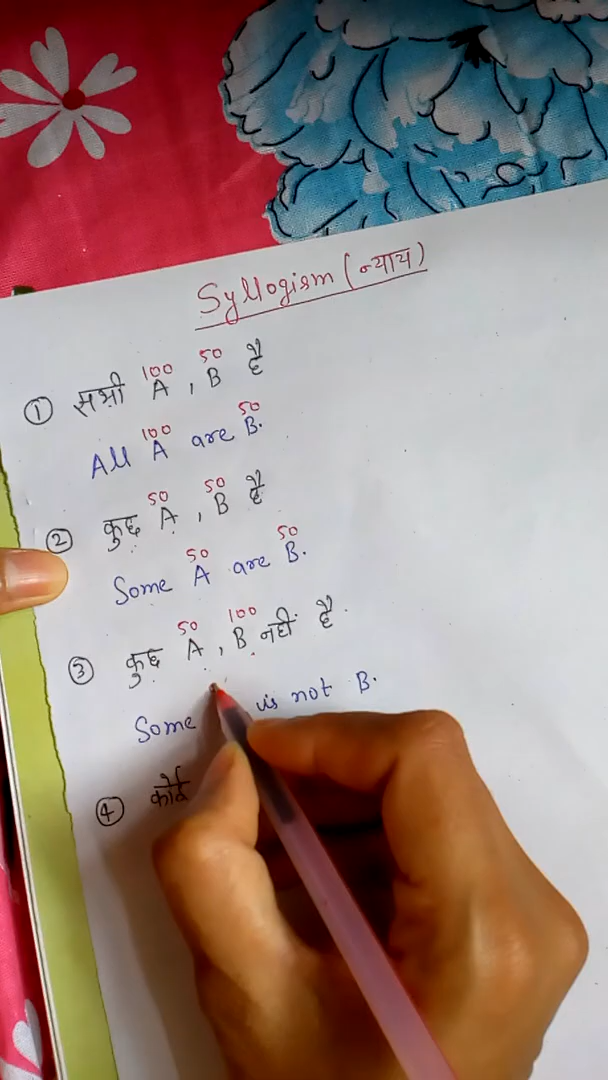 Syllogism (न्याय)
100 50
① सभी A , B है
100 50
All A are B.
50 50
② कुछ A , B है
50 50
Some A are B.
50 100
③ कुछ A , B नहीं है.
Some is not B.
④ कोई